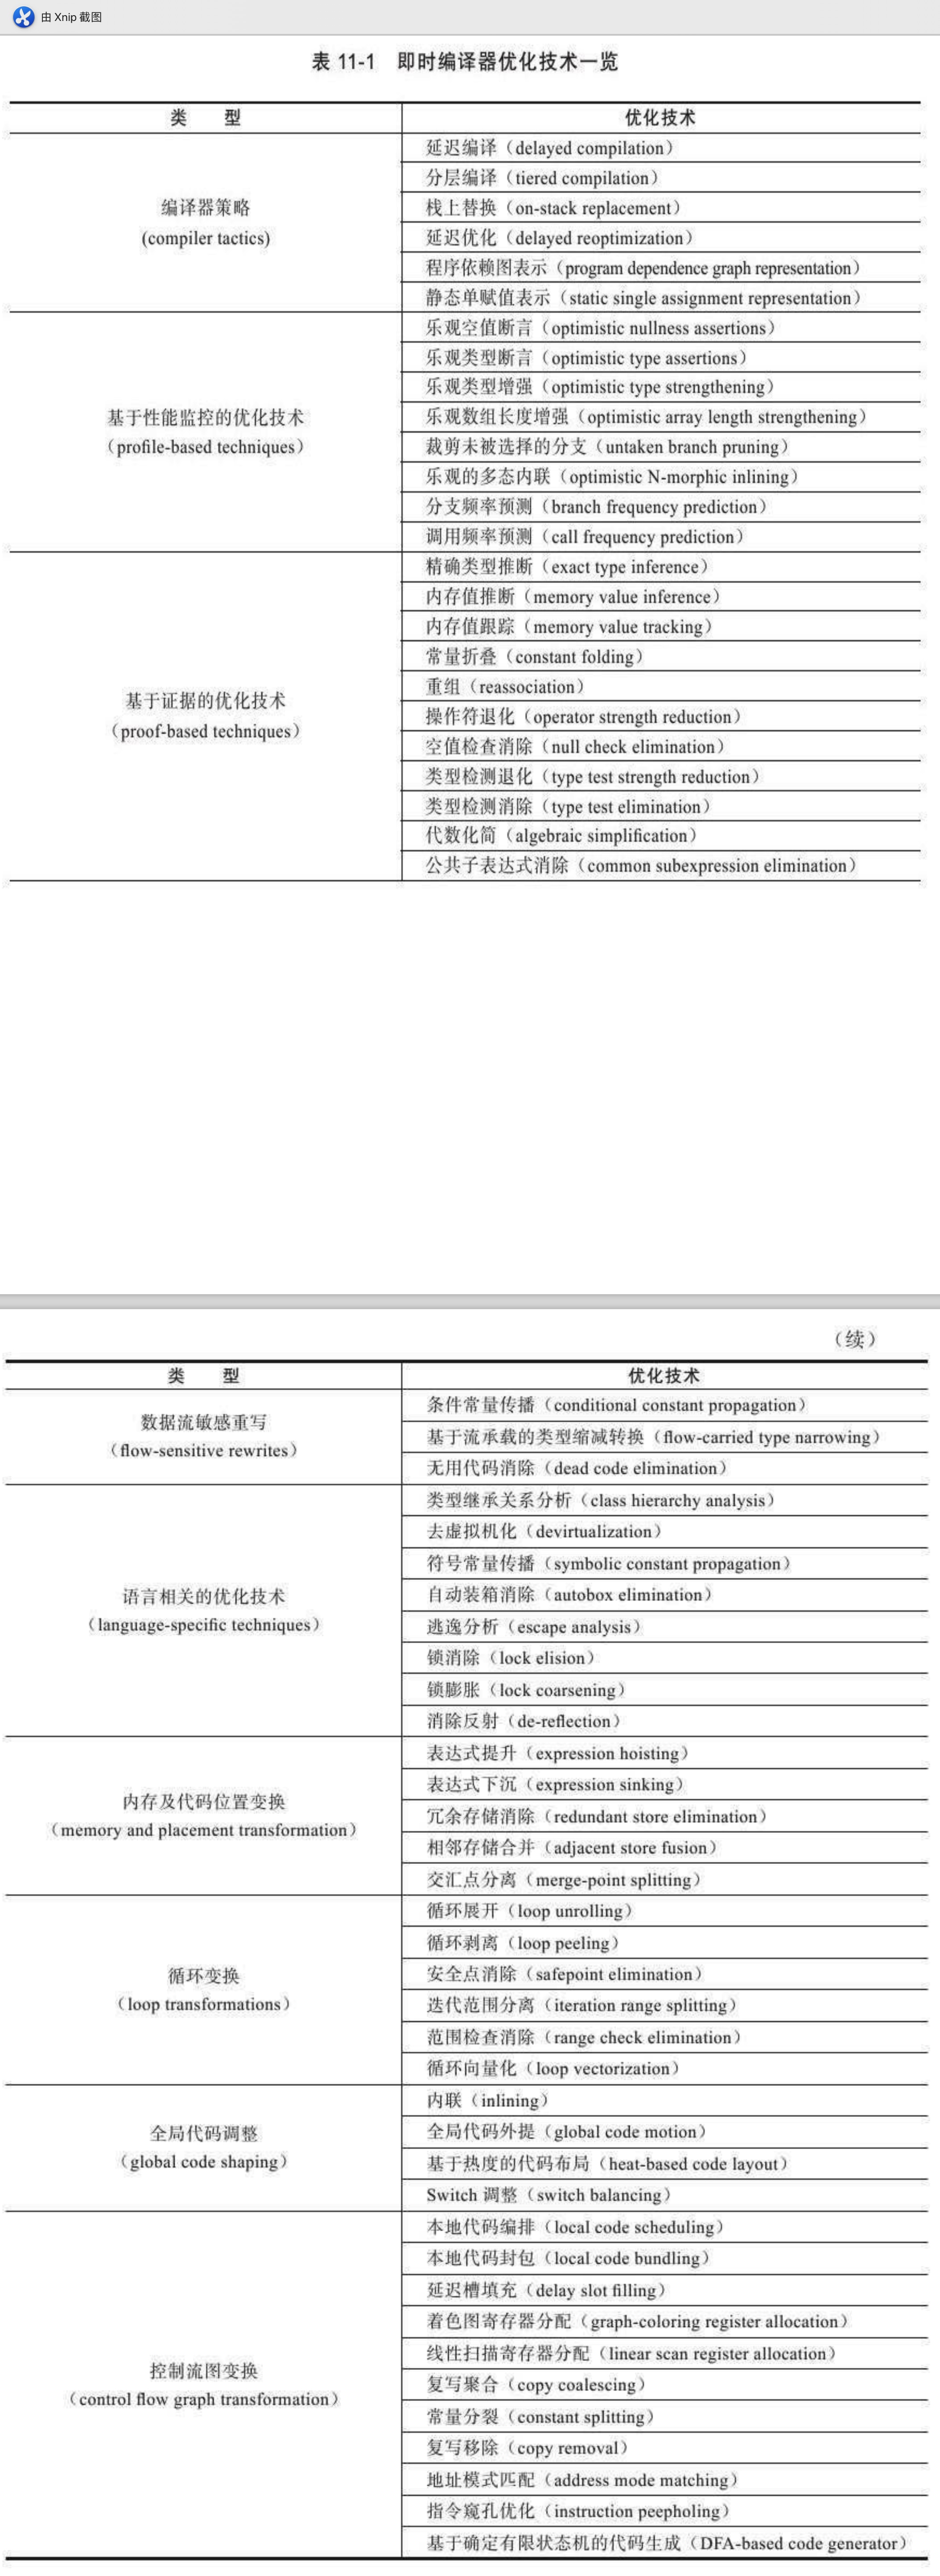 由 Xnip 截图
表 11-1 即时编译器优化技术一览
类 型 优化技术
编译器策略
(compiler tactics)
延迟编译（delayed compilation）
分层编译（tiered compilation）
栈上替换（on-stack replacement）
延迟优化（delayed reoptimization）
程序依赖图表示（program dependence graph representation）
静态单赋值表示（static single assignment representation）
基于性能监控的优化技术
（profile-based techniques）
乐观空值断言（optimistic nullness assertions）
乐观类型断言（optimistic type assertions）
乐观类型增强（optimistic type strengthening）
乐观数组长度增强（optimistic array length strengthening）
裁剪未被选择的分支（untaken branch pruning）
乐观的多态内联（optimistic N-morphic inlining）
分支频率预测（branch frequency prediction）
调用频率预测（call frequency prediction）
基于证据的优化技术
（proof-based techniques）
精确类型推断（exact type inference）
内存值推断（memory value inference）
内存值跟踪（memory value tracking）
常量折叠（constant folding）
重组（reassociation）
操作符退化（operator strength reduction）
空值检查消除（null check elimination）
类型检测退化（type test strength reduction）
类型检测消除（type test elimination）
代数化简（algebraic simplification）
公共子表达式消除（common subexpression elimination）
（续）
类 型 优化技术
数据流敏感重写
（flow-sensitive rewrites）
条件常量传播（conditional constant propagation）
基于流承载的类型缩减转换（flow-carried type narrowing）
无用代码消除（dead code elimination）
语言相关的优化技术
（language-specific techniques）
类型继承关系分析（class hierarchy analysis）
去虚拟机化（devirtualization）
符号常量传播（symbolic constant propagation）
自动装箱消除（autobox elimination）
逃逸分析（escape analysis）
锁消除（lock elision）
锁膨胀（lock coarsening）
消除反射（de-reflection）
内存及代码位置变换
（memory and placement transformation）
表达式提升（expression hoisting）
表达式下沉（expression sinking）
冗余存储消除（redundant store elimination）
相邻存储合并（adjacent store fusion）
交汇点分离（merge-point splitting）
循环变换
（loop transformations）
循环展开（loop unrolling）
循环剥离（loop peeling）
安全点消除（safepoint elimination）
迭代范围分离（iteration range splitting）
范围检查消除（range check elimination）
循环向量化（loop vectorization）
全局代码调整
（global code shaping）
内联（inlining）
全局代码外提（global code motion）
基于热度的代码布局（heat-based code layout）
Switch 调整（switch balancing）
控制流图变换
（control flow graph transformation）
本地代码编排（local code scheduling）
本地代码封包（local code bundling）
延迟槽填充（delay slot filling）
着色图寄存器分配（graph-coloring register allocation）
线性扫描寄存器分配（linear scan register allocation）
复写聚合（copy coalescing）
常量分裂（constant splitting）
复写移除（copy removal）
地址模式匹配（address mode matching）
指令窥孔优化（instruction peepholing）
基于确定有限状态机的代码生成（DFA-based code generator）